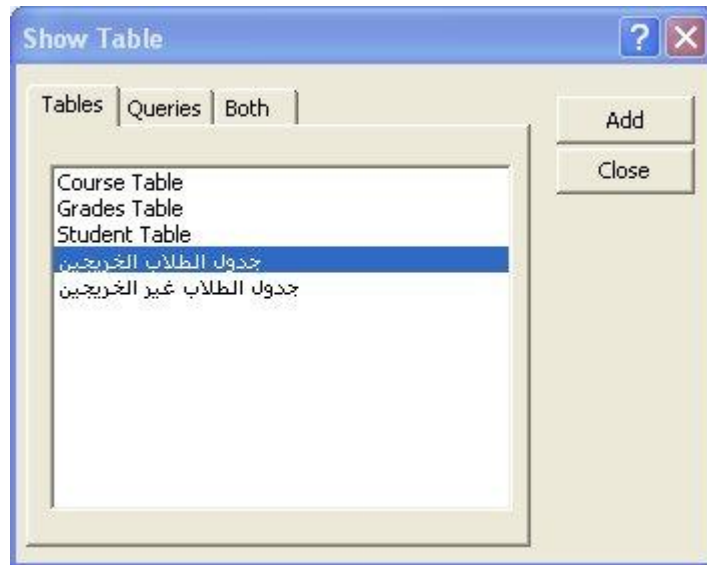 Show Table
Tables Queries Both
Add
Close
Course Table
Grades Table
Student Table
جدول الطلاب الخريجين
جدول الطلاب غير الخريجين